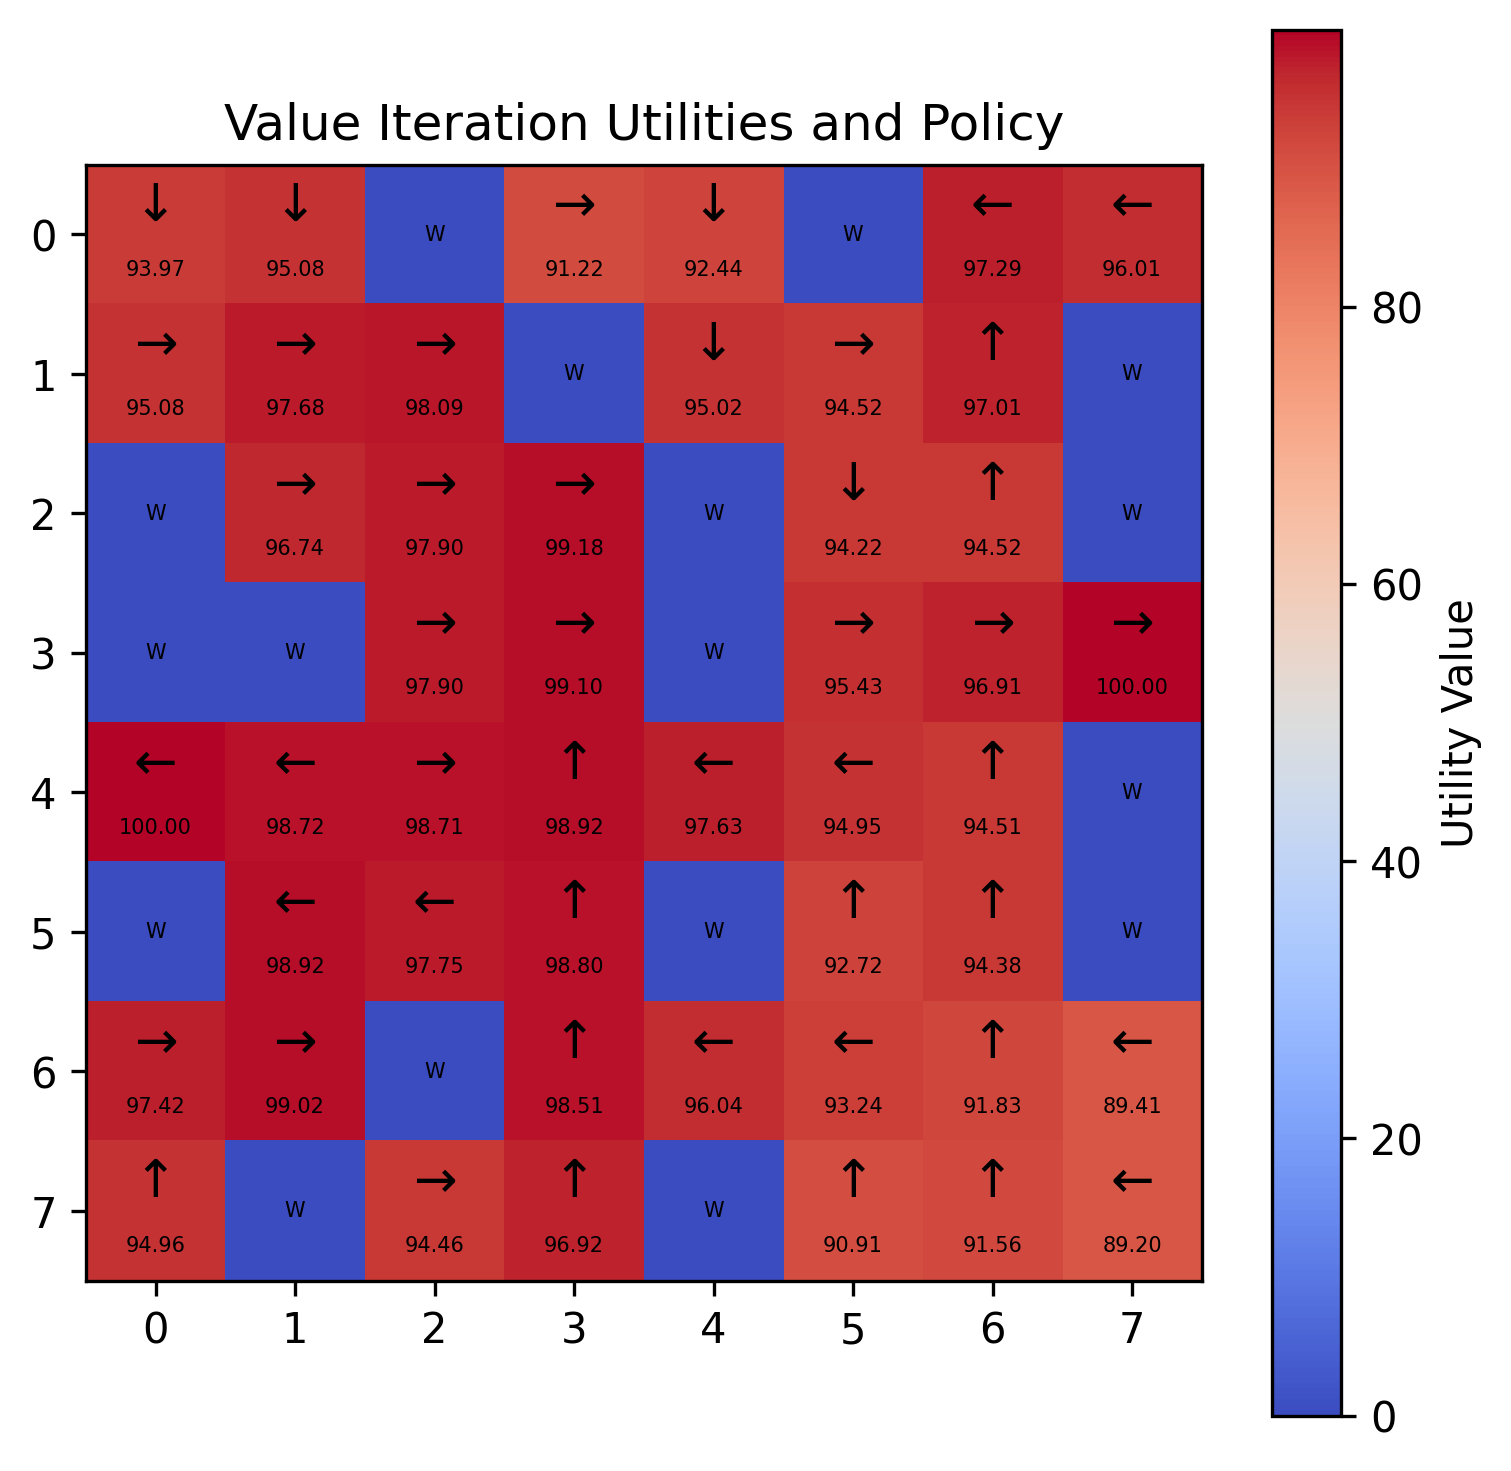 Value Iteration Utilities and Policy
0 ↓ ↓ W → ↓ W ← ←
93.97 95.08 91.22 92.44 97.29 96.01
1 → → → W ↓ → ↑ W
95.08 97.68 98.09 95.02 94.52 97.01
2 W → → → W ↓ ↑ W
96.74 97.90 99.18 94.22 94.52
3 W W → → W → → →
97.90 99.10 95.43 96.91 100.00
4 ← ← → ↑ ← ← ↑ W
100.00 98.72 98.71 98.92 97.63 94.95 94.51
5 W ← ← ↑ W ↑ ↑ W
98.92 97.75 98.80 92.72 94.38
6 → → W ↑ ← ← ↑ ←
97.42 99.02 98.51 96.04 93.24 91.83 89.41
7 ↑ W → ↑ W ↑ ↑ ←
94.96 94.46 96.92 90.91 91.56 89.20
0 1 2 3 4 5 6 7
80
60
40
20
0
Utility Value